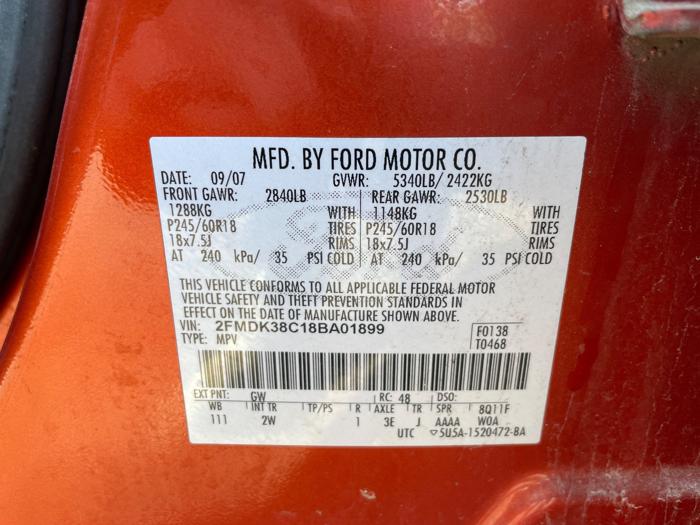 MFD. BY FORD MOTOR CO.
DATE: 09/07 GVWR: 5340LB/ 2422KG
FRONT GAWR: 2840LB REAR GAWR: 2530LB
1288KG WITH 1148KG WITH
P245/60R18 TIRES P245/60R18 TIRES
18x7.5J RIMS 18x7.5J RIMS
AT 240 kPa/ 35 PSI COLD AT 240 kPa/ 35 PSI COLD
THIS VEHICLE CONFORMS TO ALL APPLICABLE FEDERAL MOTOR
VEHICLE SAFETY AND THEFT PREVENTION STANDARDS IN
EFFECT ON THE DATE OF MANUFACTURE SHOWN ABOVE.
VIN: 2FMDK38C18BA01899 F0138
TYPE: MPV T0468
EXT PNT: GW RC: 48 DSO:
WB INT TR TP/PS R AXLE TR SPR 8Q11F
111 2W 1 3E J AAAA W0A
UTC ▽5U5A-1520472-BA